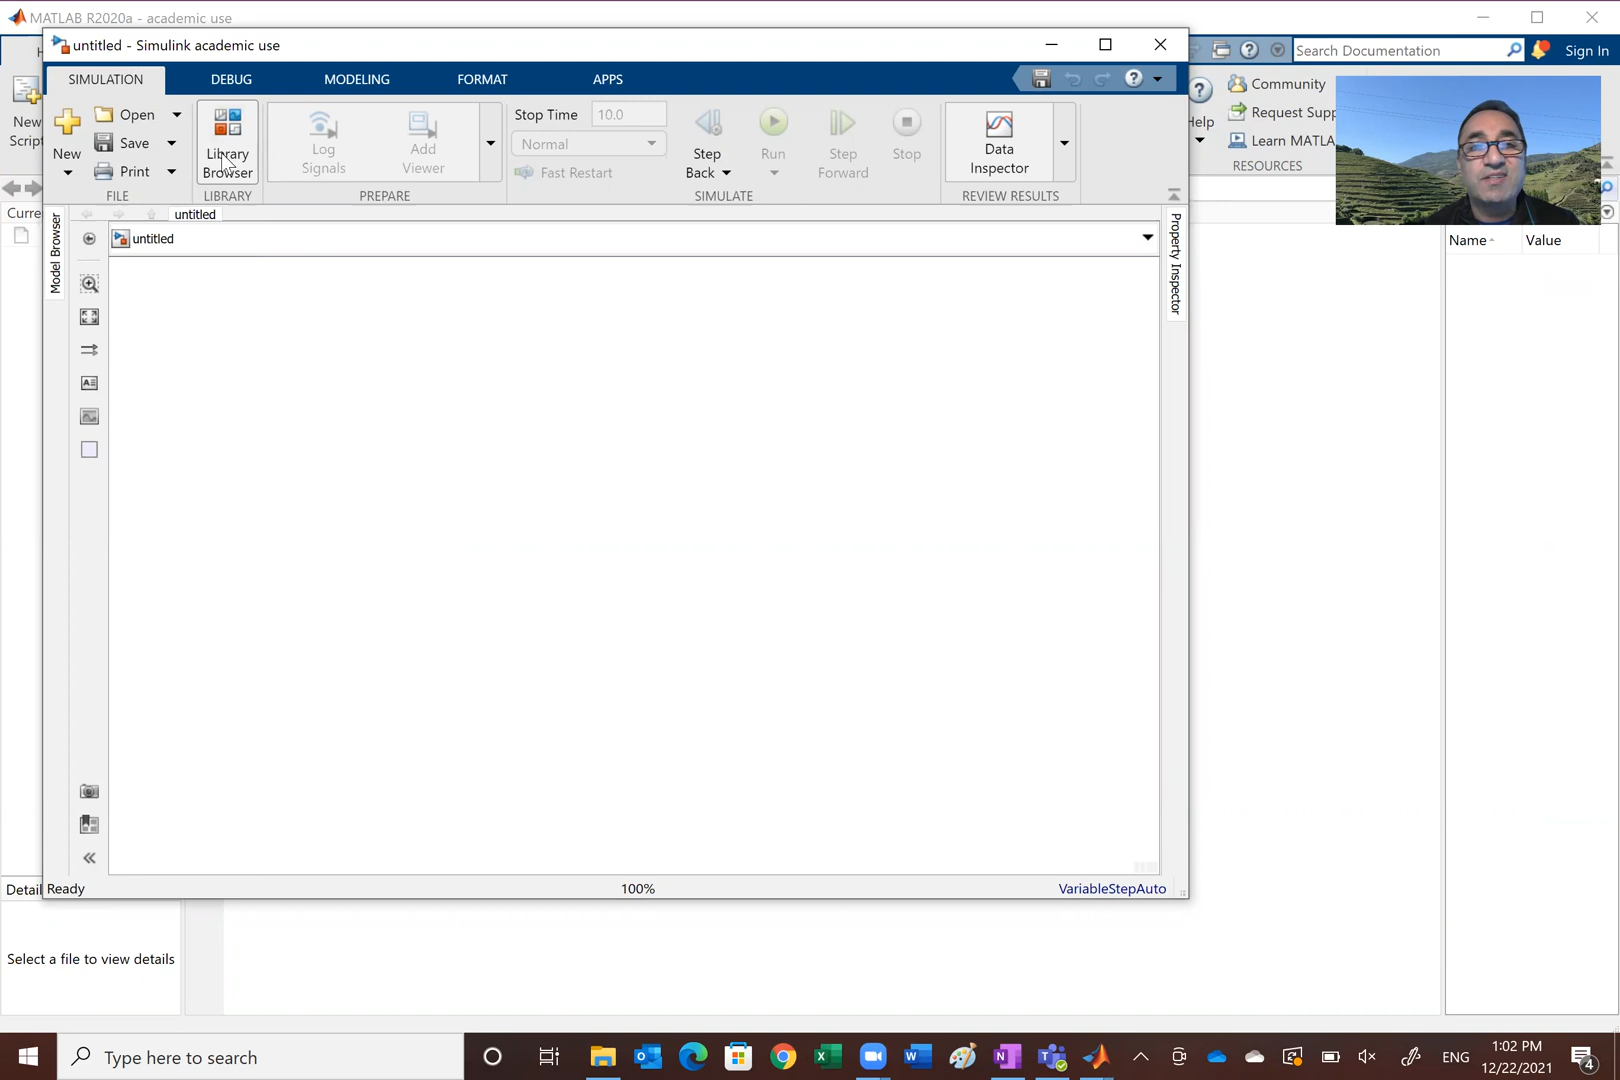 MATLAB R2020a - academic use
untitled - Simulink academic use
SIMULATION DEBUG MODELING FORMAT APPS
Search Documentation Sign In
New
Script
New
Open
Save
Print
FILE
Library
Browser
LIBRARY
Log
Signals
Add
Viewer
PREPARE
Stop Time 10.0
Normal
Fast Restart
Step
Back
Run
Step
Forward
Stop
SIMULATE
Data
Inspector
REVIEW RESULTS
Community
Request Supp
Learn MATLA
RESOURCES
untitled
untitled
Model Browser
Property Inspector
Name Value
Ready 100% VariableStepAuto
Select a file to view details
Type here to search
ENG
1:02 PM
12/22/2021
4